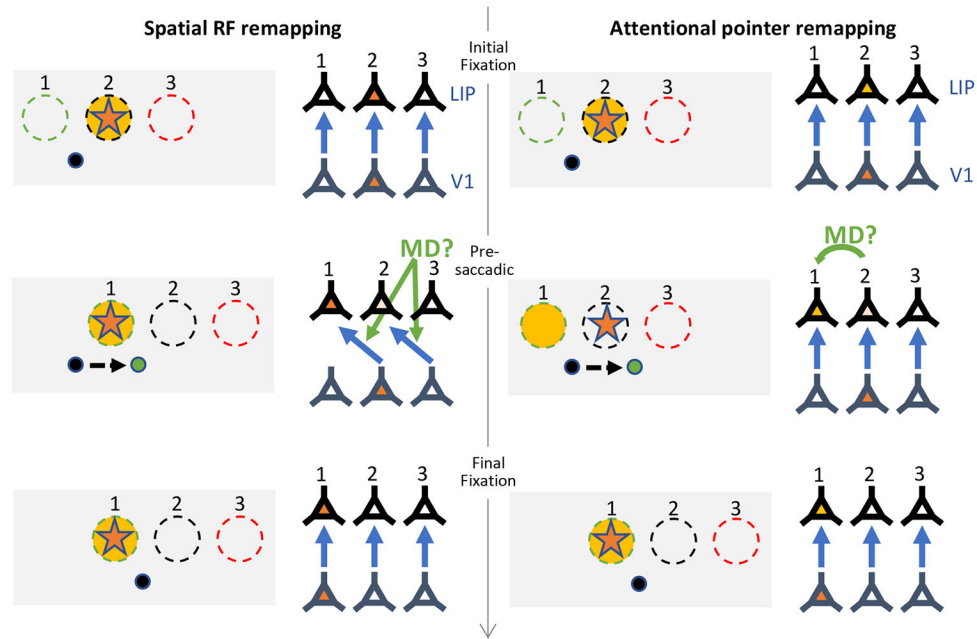 Spatial RF remapping
Attentional pointer remapping
Initial
Fixation
1 2 3
1 2 3
LIP
V1
1 2 3
1 2 3
LIP
V1
Pre-
saccadic
1 2 3
MD?
1 2 3
1 2 3
MD?
1 2 3
Final
Fixation
1 2 3
1 2 3
1 2 3
1 2 3